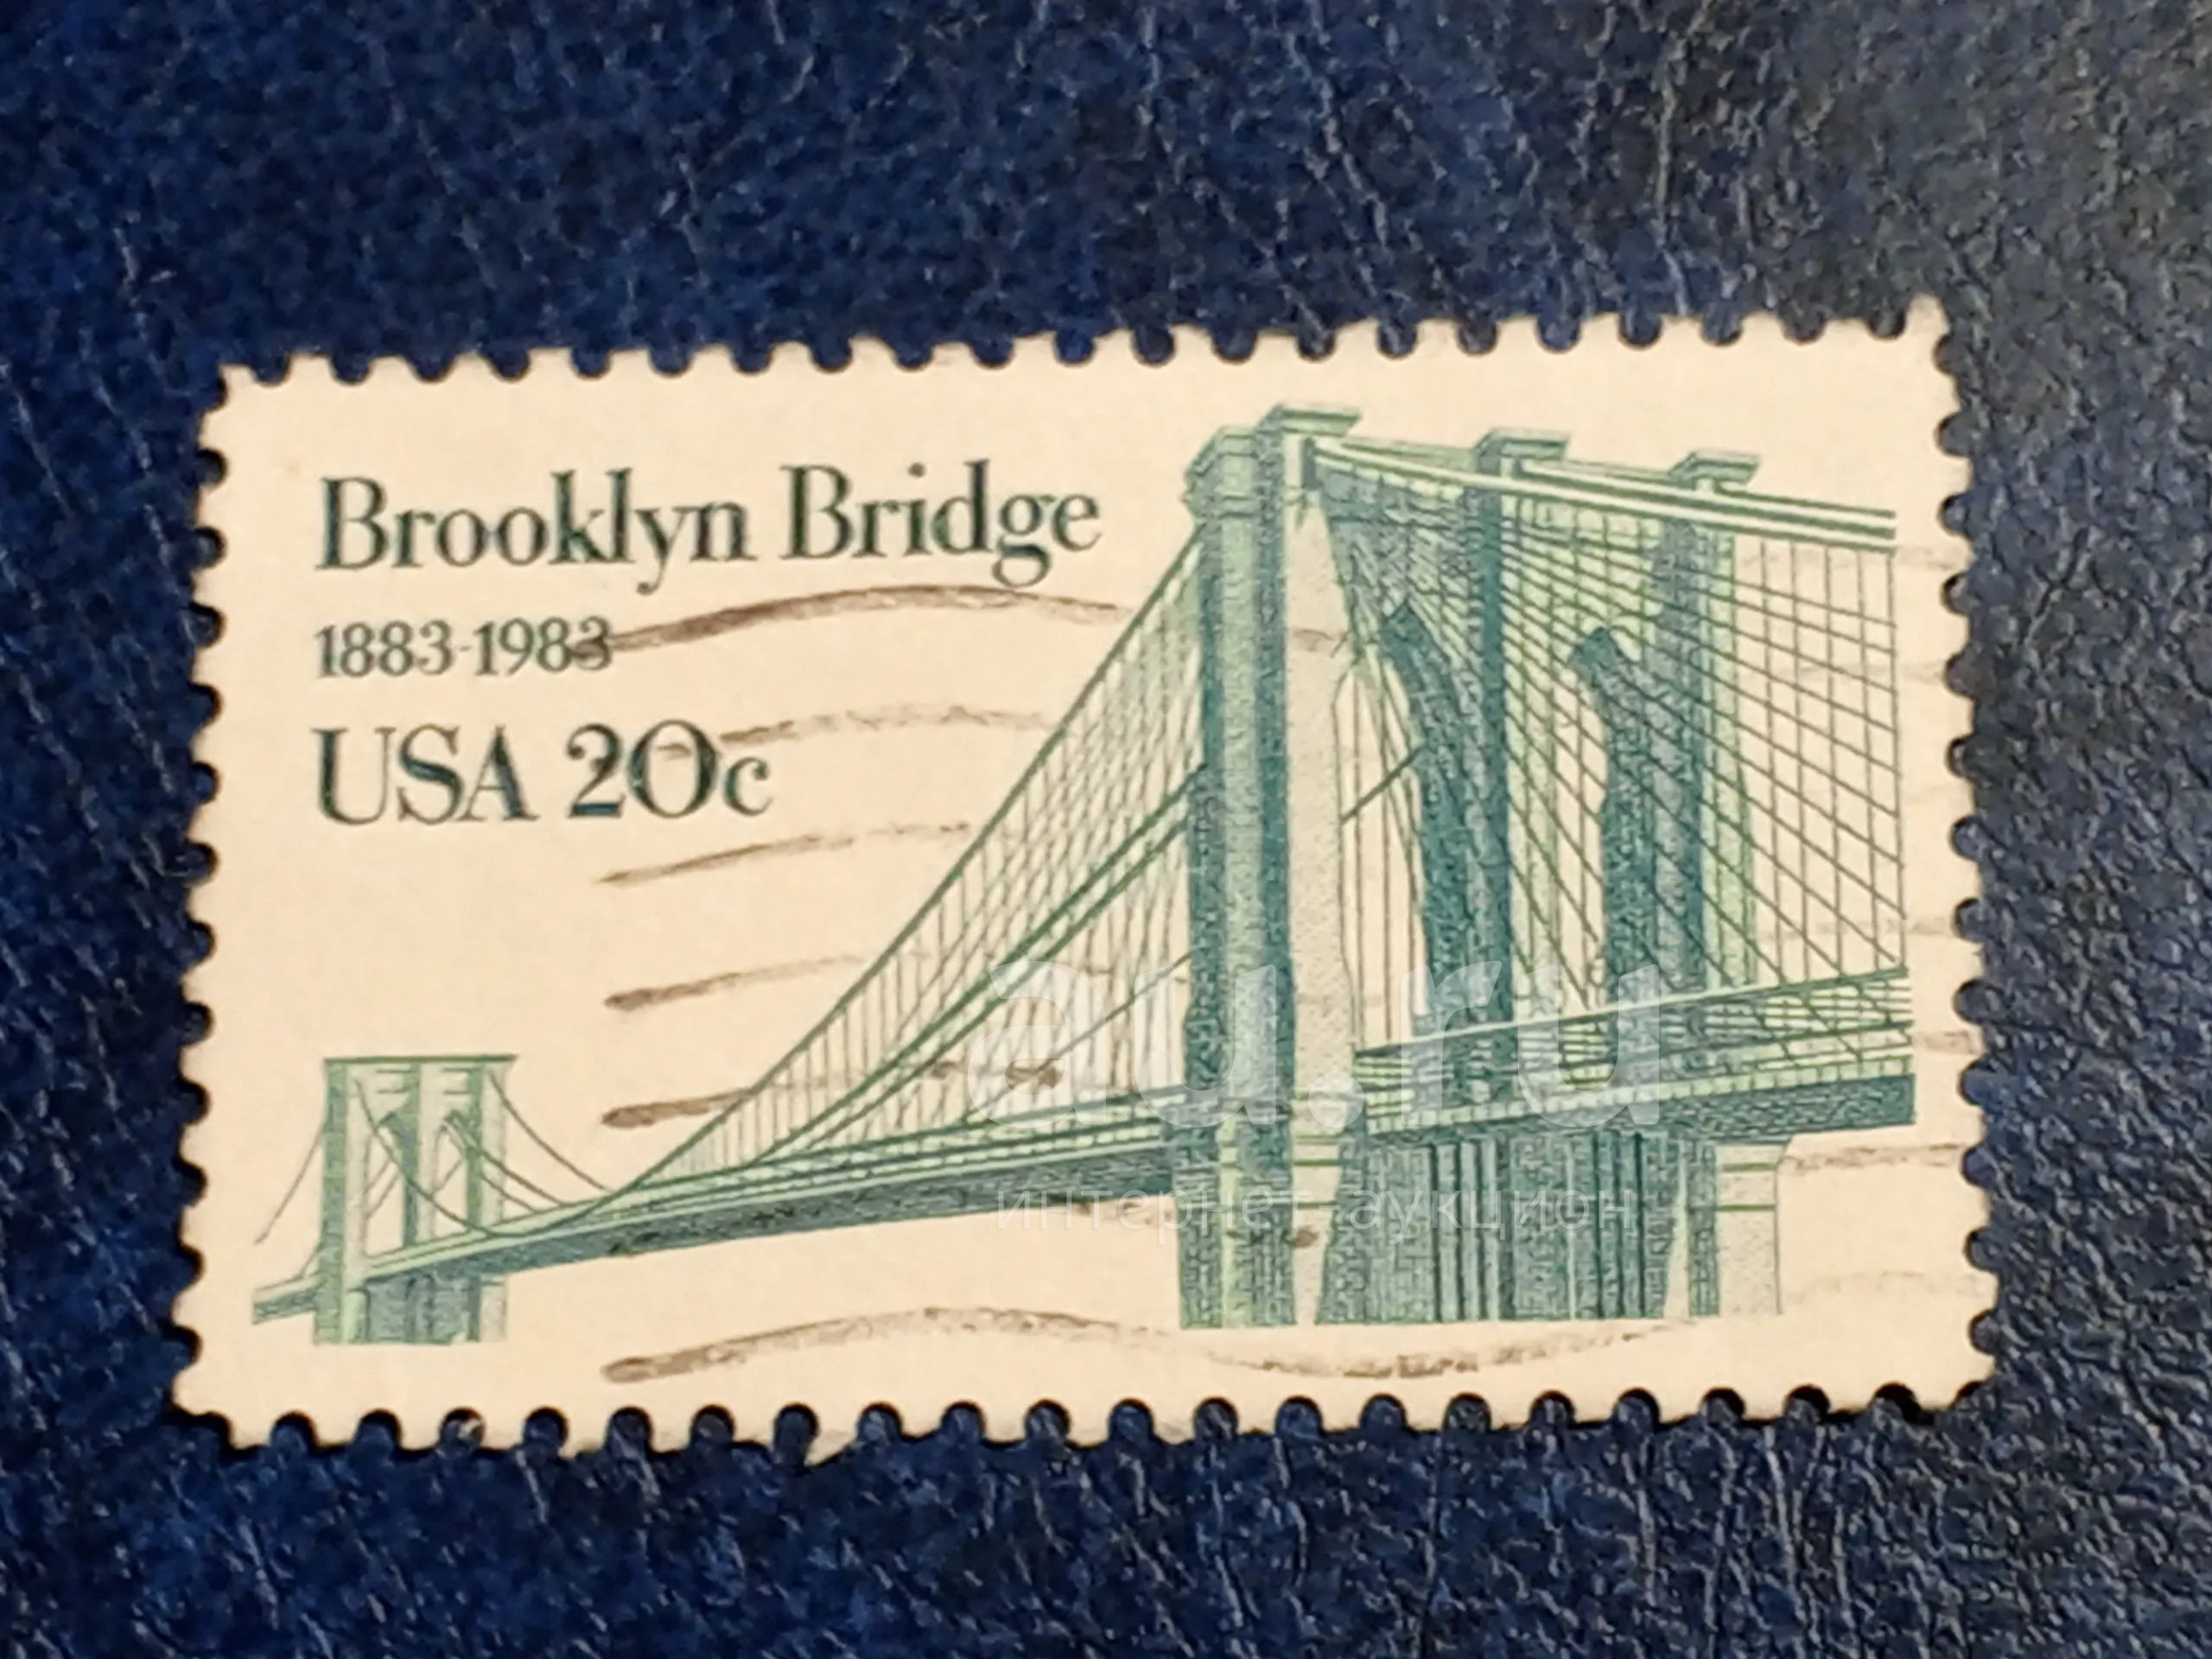 Brooklyn Bridge
1883-1983
USA 20c
au.ru
интернет аукцион